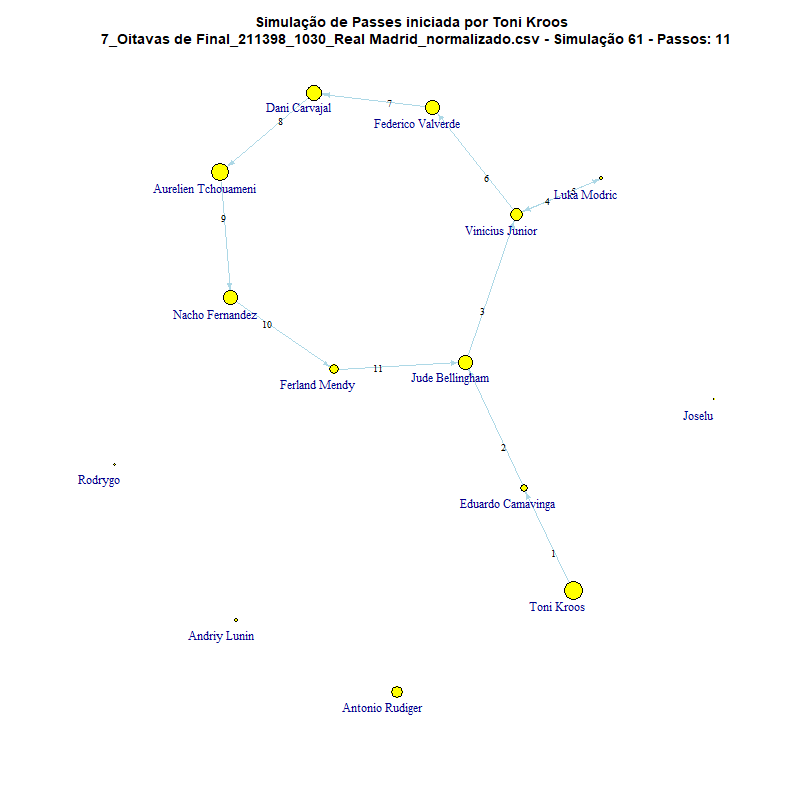 Simulação de Passes iniciada por Toni Kroos
7_Oitavas de Final_211398_1030_Real Madrid_normalizado.csv - Simulação 61 - Passos: 11
7
Dani Carvajal
Federico Valverde
8
6
Aurelien Tchouameni
Luka Modric
5
4
9
Vinicius Junior
3
Nacho Fernandez
10
11
Ferland Mendy
Jude Bellingham
Joselu
2
Rodrygo
Eduardo Camavinga
1
Toni Kroos
Andriy Lunin
Antonio Rudiger